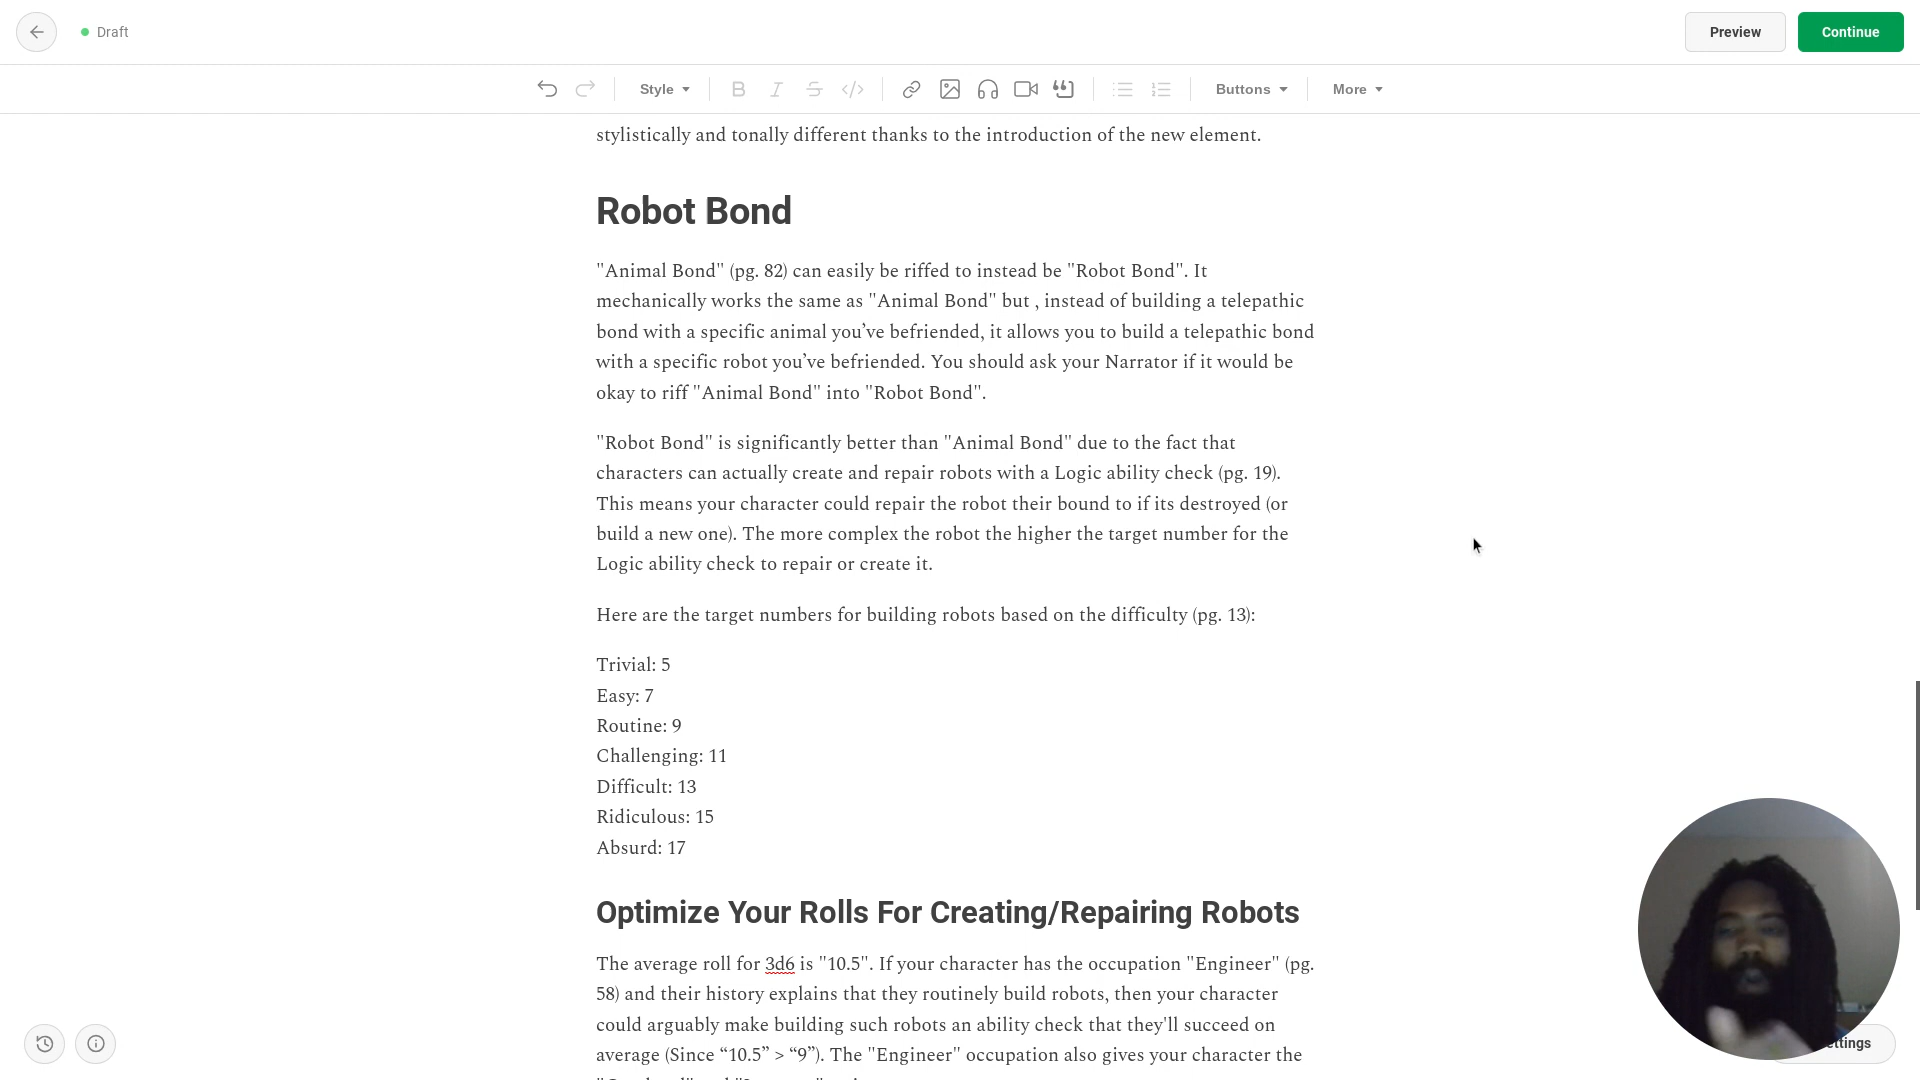 Draft
Preview
Continue
Style
Buttons
More
stylistically and tonally different thanks to the introduction of the new element.
Robot Bond
"Animal Bond" (pg. 82) can easily be riffed to instead be "Robot Bond". It
mechanically works the same as "Animal Bond" but , instead of building a telepathic
bond with a specific animal you’ve befriended, it allows you to build a telepathic bond
with a specific robot you’ve befriended. You should ask your Narrator if it would be
okay to riff "Animal Bond" into "Robot Bond".
"Robot Bond" is significantly better than "Animal Bond" due to the fact that
characters can actually create and repair robots with a Logic ability check (pg. 19).
This means your character could repair the robot their bound to if its destroyed (or
build a new one). The more complex the robot the higher the target number for the
Logic ability check to repair or create it.
Here are the target numbers for building robots based on the difficulty (pg. 13):
Trivial: 5
Easy: 7
Routine: 9
Challenging: 11
Difficult: 13
Ridiculous: 15
Absurd: 17
Optimize Your Rolls For Creating/Repairing Robots
The average roll for 3d6 is "10.5". If your character has the occupation "Engineer" (pg.
58) and their history explains that they routinely build robots, then your character
could arguably make building such robots an ability check that they'll succeed on
average (Since “10.5” > “9”). The "Engineer" occupation also gives your character the